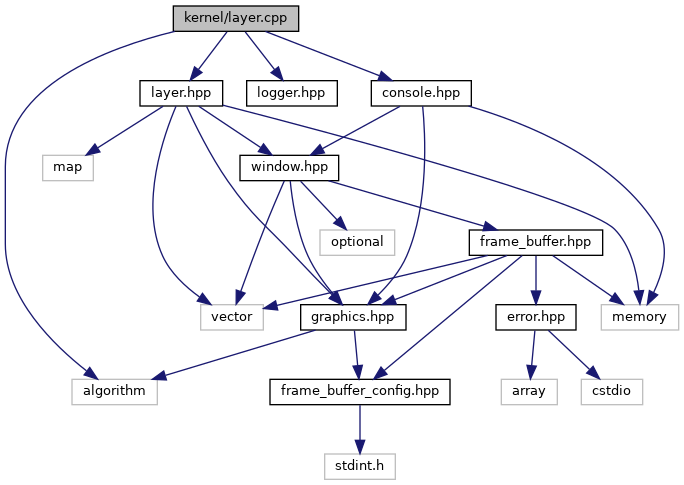 kernel/layer.cpp
layer.hpp
logger.hpp
console.hpp
map
window.hpp
optional
frame_buffer.hpp
vector
graphics.hpp
error.hpp
memory
algorithm
frame_buffer_config.hpp
array
cstdio
stdint.h